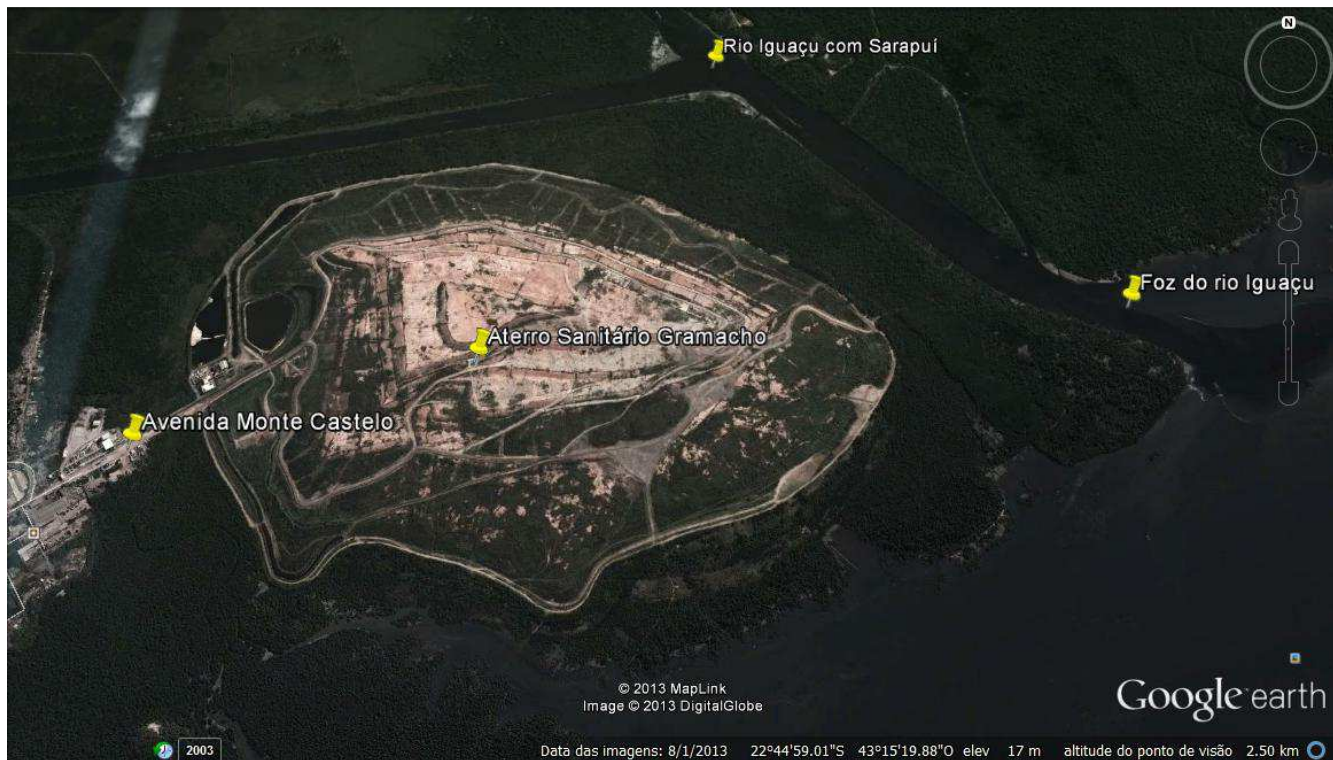 N
Rio Iguaçu com Sarapuí
Foz do rio Iguaçu
Aterro Sanitário Gramacho
Avenida Monte Castelo
© 2013 MapLink
Image © 2013 DigitalGlobe
Google earth
2003
Data das imagens: 8/1/2013 22°44'59.01"S 43°15'19.88"O elev 17 m altitude do ponto de visão 2.50 km